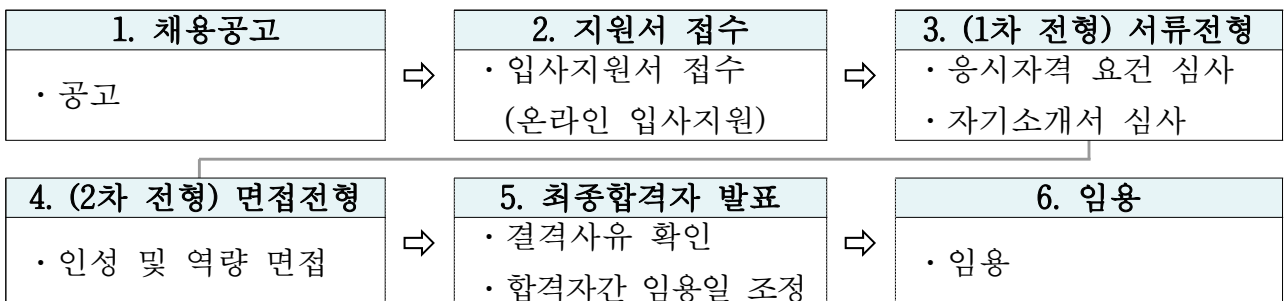 1. 채용공고
・공고
2. 지원서 접수
・입사지원서 접수
(온라인 입사지원)
3. (1차 전형) 서류전형
・응시자격 요건 심사
・자기소개서 심사
4. (2차 전형) 면접전형
・인성 및 역량 면접
5. 최종합격자 발표
・결격사유 확인
・합격자간 임용일 조정
6. 임용
・임용